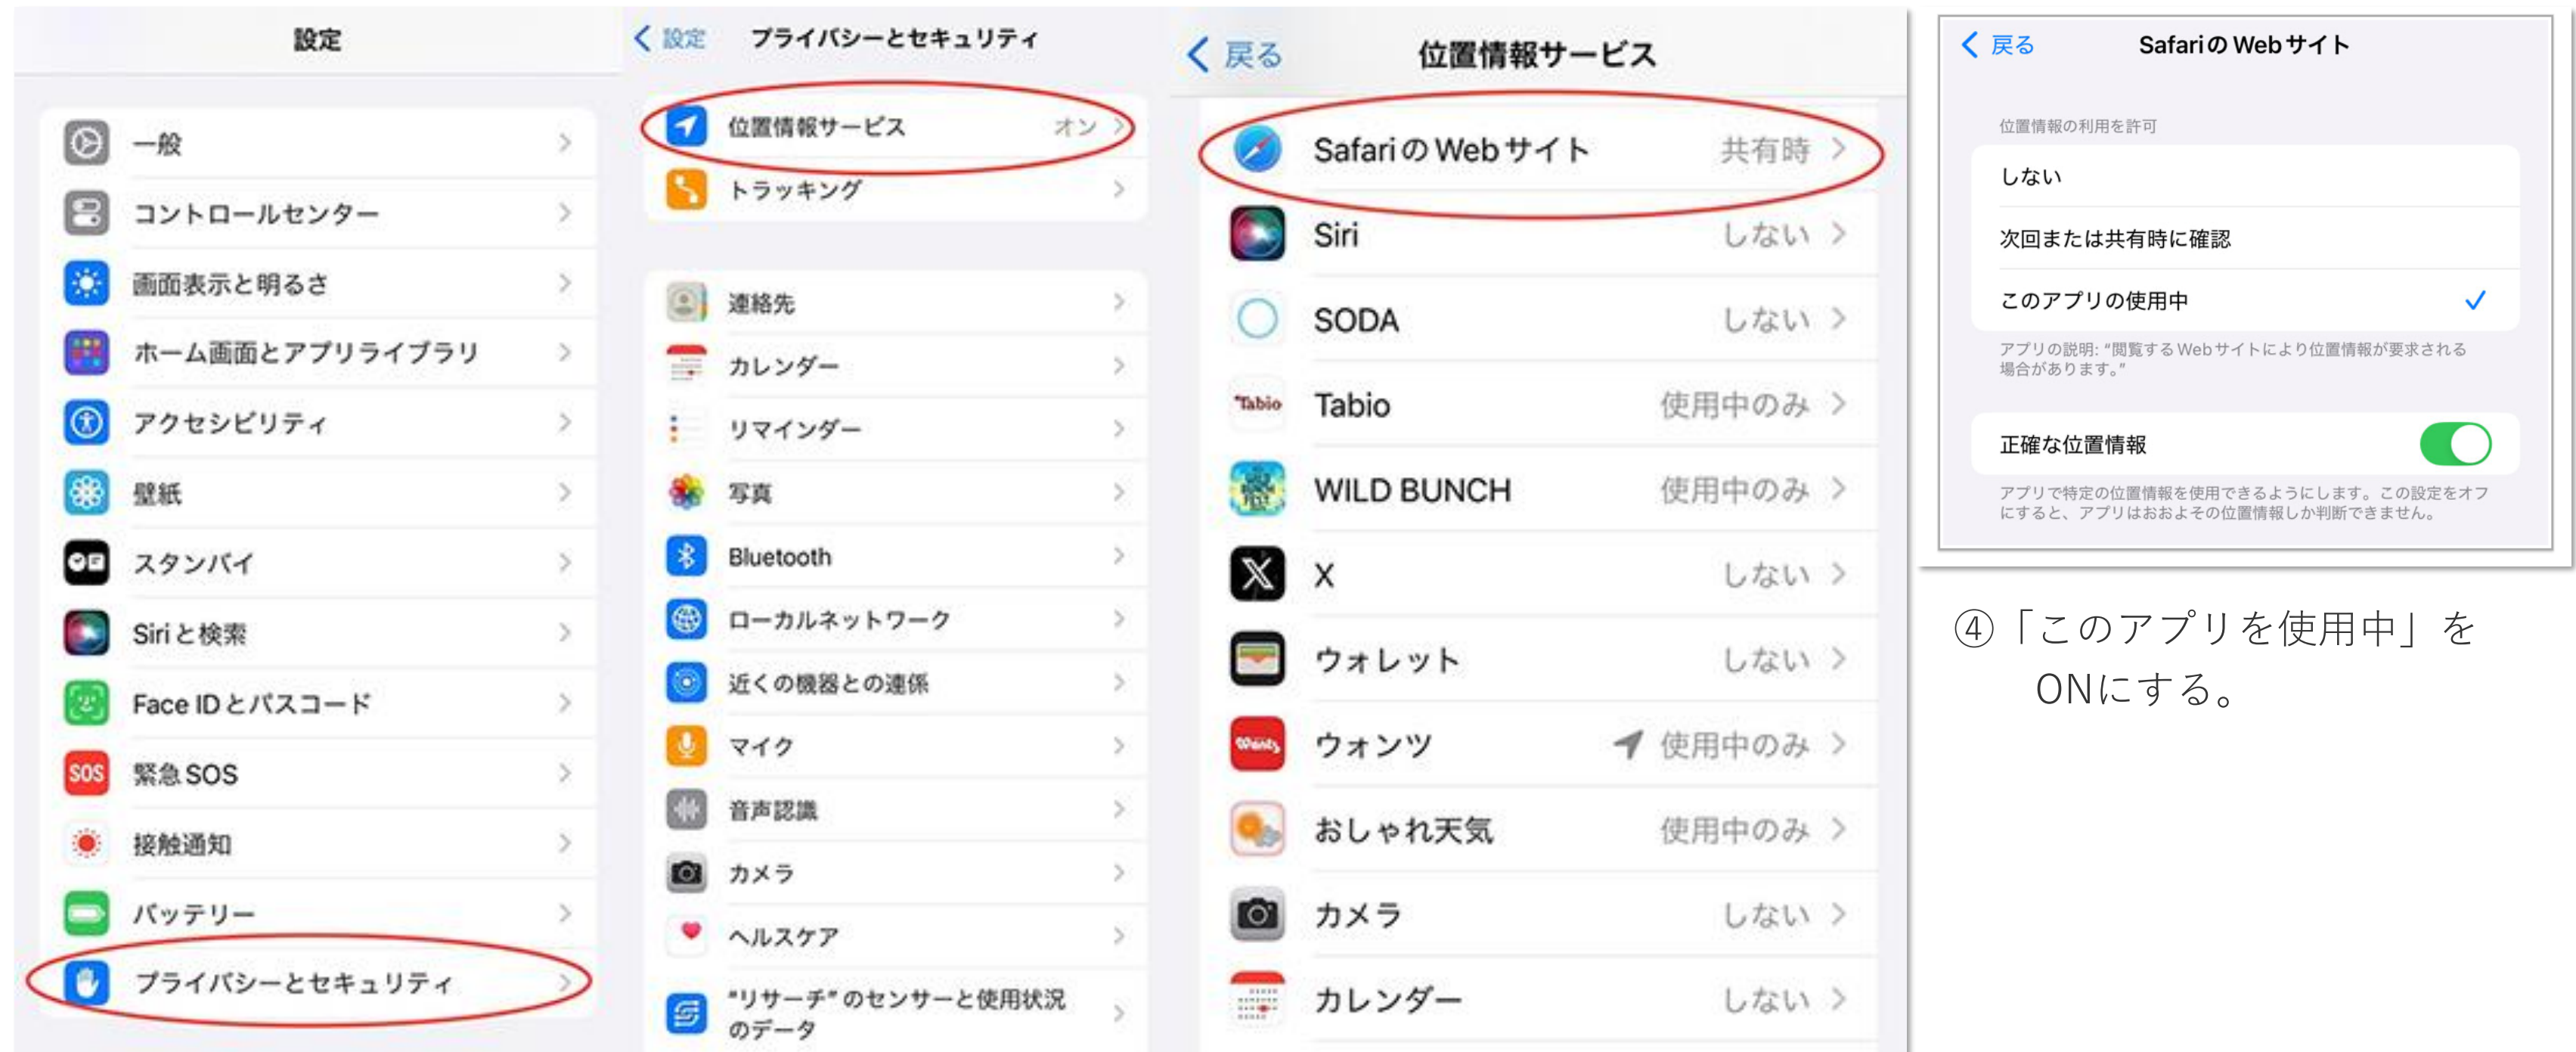 設定
一般
コントロールセンター
画面表示と明るさ
ホーム画面とアプリライブラリ
アクセシビリティ
壁紙
スタンバイ
Siriと検索
Face IDとパスコード
SOS 緊急SOS
接触通知
バッテリー
プライバシーとセキュリティ
設定 プライバシーとセキュリティ
位置情報サービス オン
トラッキング
連絡先
カレンダー
リマインダー
写真
Bluetooth
ローカルネットワーク
近くの機器との連係
マイク
音声認識
カメラ
ヘルスケア
“リサーチ”のセンサーと使用状況
のデータ
戻る 位置情報サービス
SafariのWebサイト 共有時
Siri しない
SODA しない
Tabio Tabio 使用中のみ
WILD BUNCH 使用中のみ
X しない
ウォレット しない
Wants ウォンツ 使用中のみ
おしゃれ天気 使用中のみ
カメラ しない
カレンダー しない
戻る SafariのWebサイト
位置情報の利用を許可
しない
次回または共有時に確認
このアプリの使用中
アプリの説明: “閲覧するWebサイトにより位置情報が要求される
場合があります。”
正確な位置情報
アプリで特定の位置情報を使用できるようにします。この設定をオフ
にすると、アプリはおおよその位置情報しか判断できません。
④「このアプリを使用中」を
ONにする。